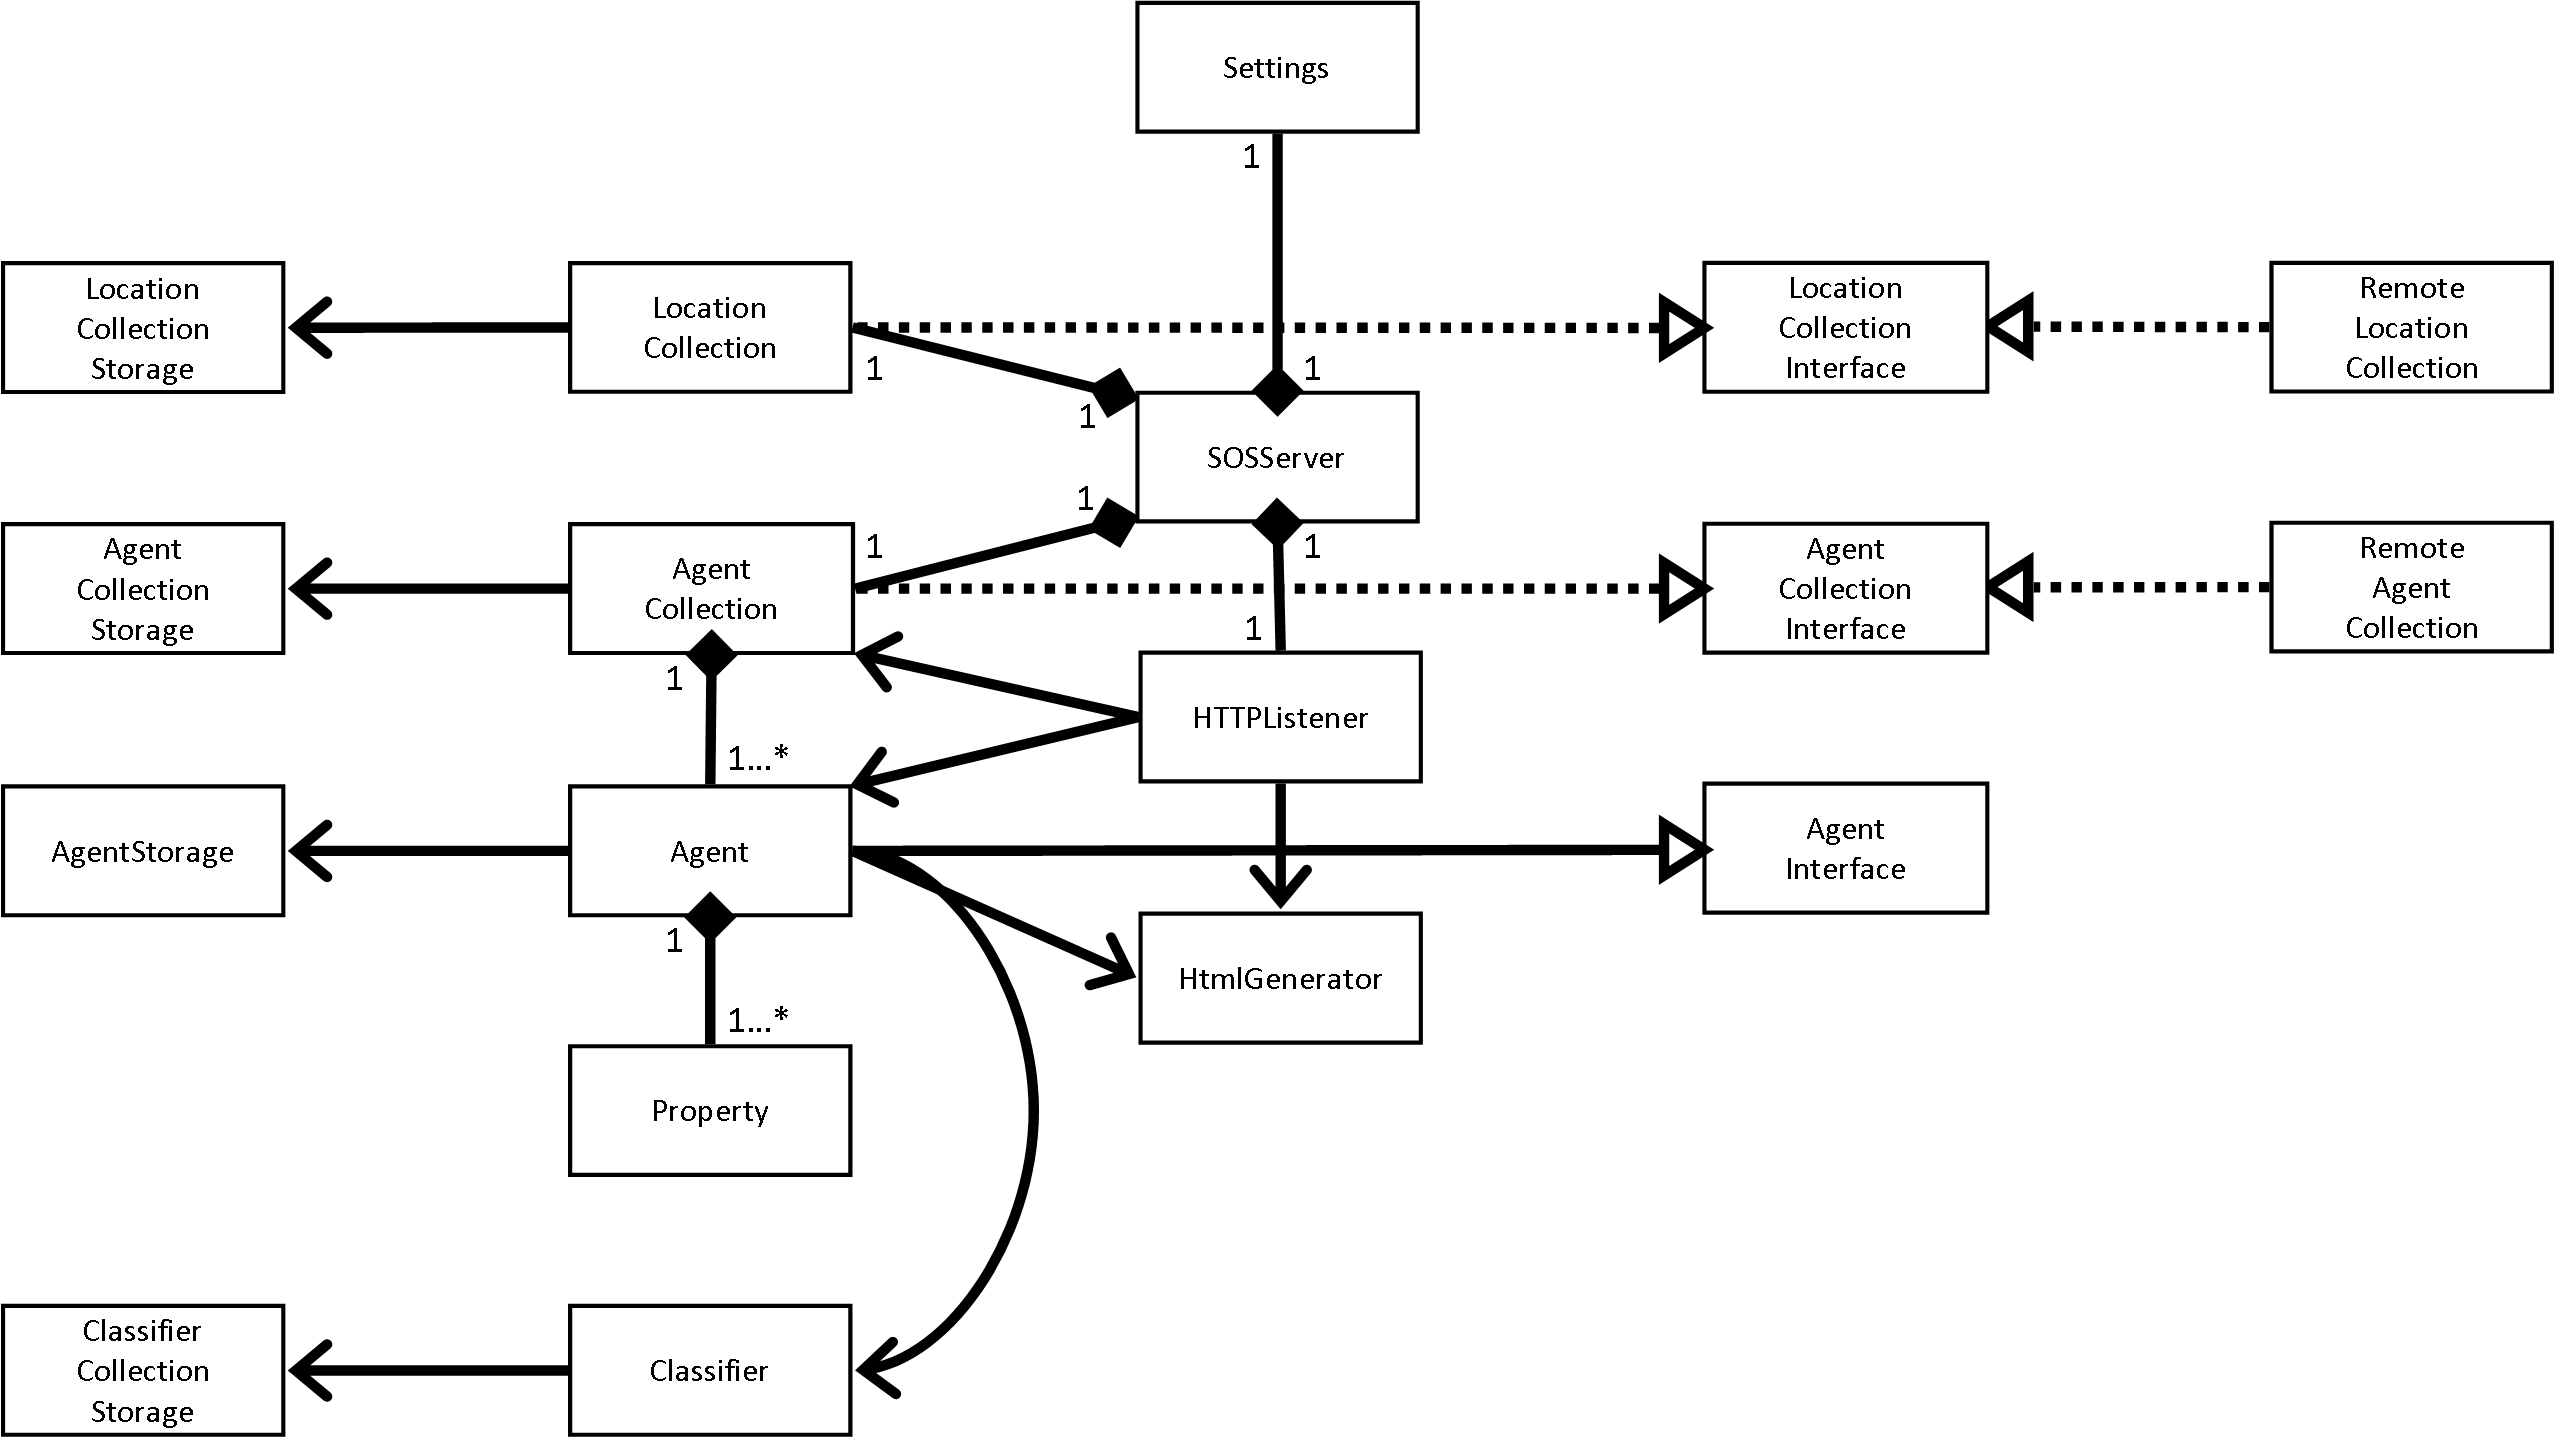 Settings
1
Location
Collection
Storage
Location
Collection
Location
Collection
Interface
Remote
Location
Collection
1
1
1
SOSServer
1
1
1
Agent
Collection
Storage
Agent
Collection
Agent
Collection
Interface
Remote
Agent
Collection
1
1
HTTPListener
1...*
AgentStorage
Agent
Agent
Interface
1
HtmlGenerator
1...*
Property
Classifier
Collection
Storage
Classifier